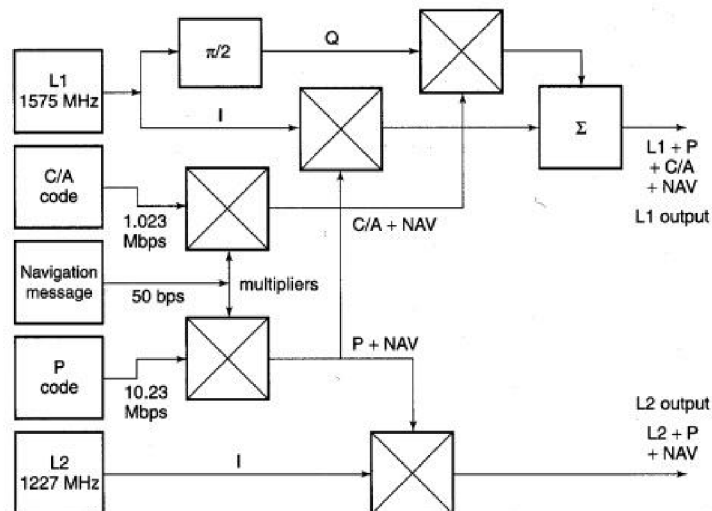 L1
1575 MHz
π/2
Q
I
Σ
L1 + P
+ C/A
+ NAV
L1 output
C/A
code
1.023
Mbps
C/A + NAV
Navigation
message
50 bps
multipliers
P
code
10.23
Mbps
P + NAV
L2 output
L2 + P
+ NAV
L2
1227 MHz
I